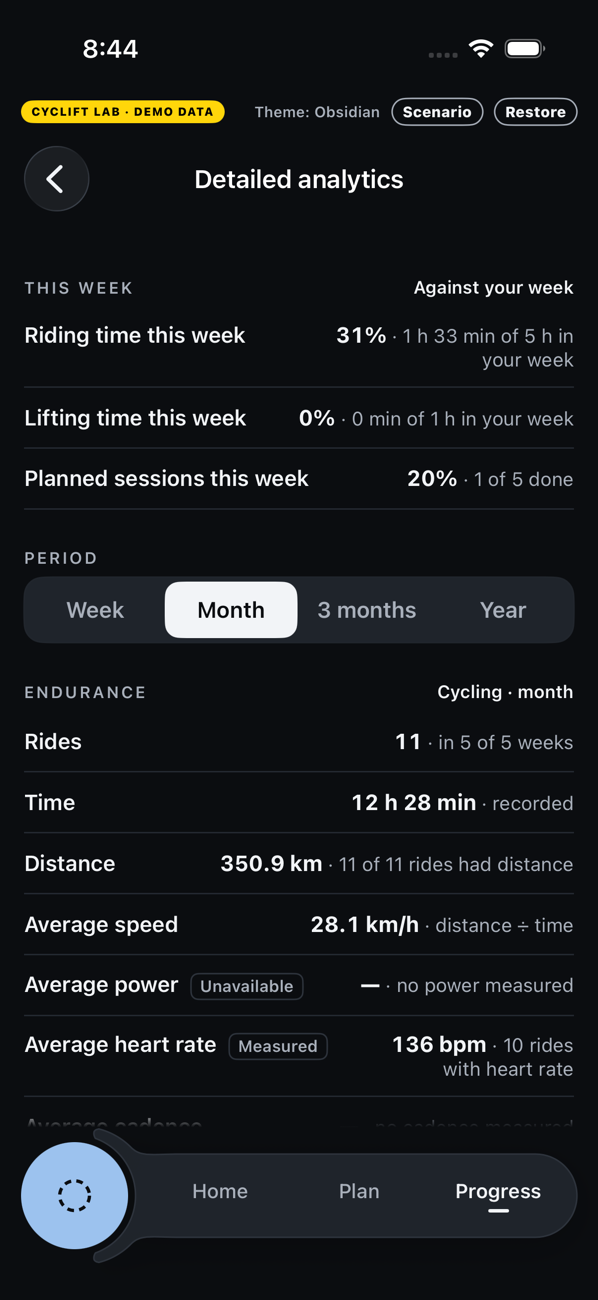 8:44
CYCLIFT LAB · DEMO DATA
Theme: Obsidian
Scenario
Restore
Detailed analytics
THIS WEEK
Against your week
Riding time this week
31% · 1 h 33 min of 5 h in
your week
Lifting time this week
0% · 0 min of 1 h in your week
Planned sessions this week
20% · 1 of 5 done
PERIOD
Week
Month
3 months
Year
ENDURANCE
Cycling · month
Rides
11 · in 5 of 5 weeks
Time
12 h 28 min · recorded
Distance
350.9 km · 11 of 11 rides had distance
Average speed
28.1 km/h · distance ÷ time
Average power
Unavailable
— · no power measured
Average heart rate
Measured
136 bpm · 10 rides
with heart rate
Average cadence
no cadence measured
Home
Plan
Progress